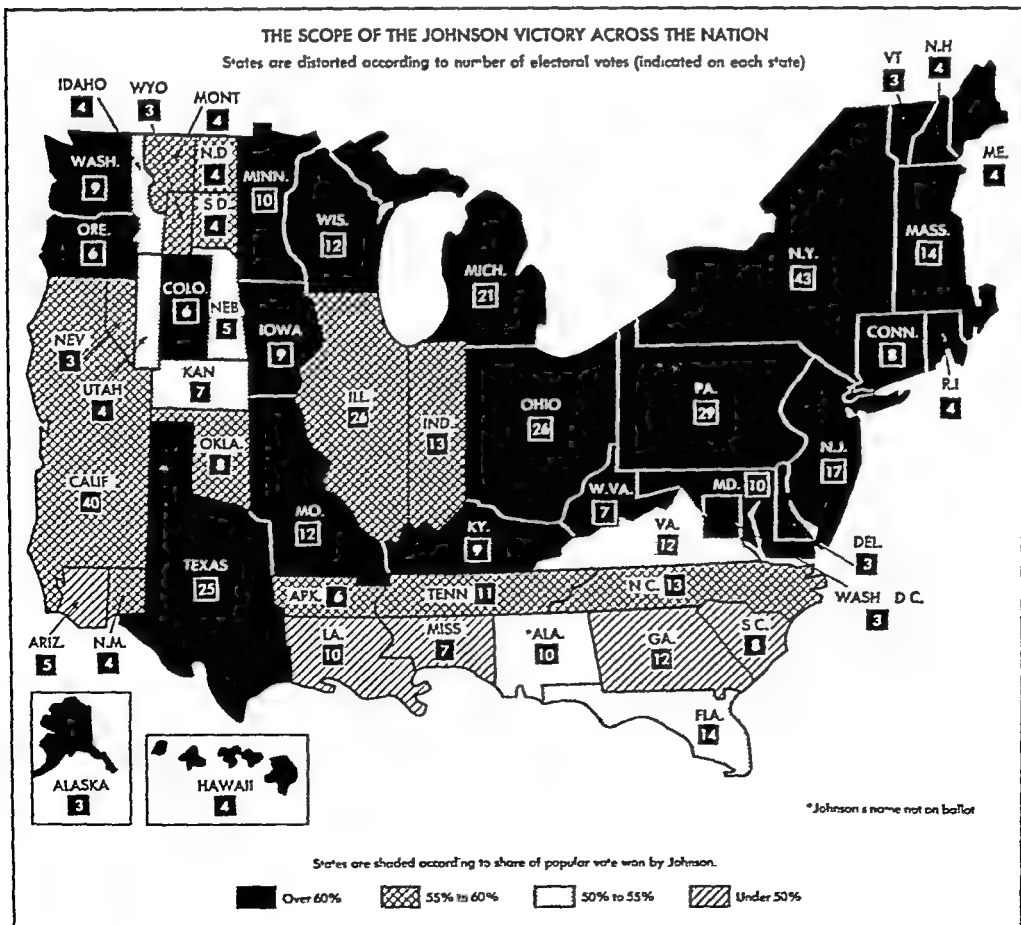 THE SCOPE OF THE JOHNSON VICTORY ACROSS THE NATION
States are distorted according to number of electoral votes (indicated on each state)
IDAHO
4
WYO
3
MONT
4
VT
3
N.H
4
ME.
4
WASH.
9
N.D
4
S D.
4
MINN.
10
WIS.
12
MICH.
21
N.Y.
43
MASS.
14
ORE.
6
COLO.
6
NEB
5
IOWA
9
CONN.
8
R.I
4
NEV
3
UTAH
4
KAN
7
ILL.
26
IND.
13
OHIO
26
PA.
29
N.J.
17
CALIF
40
OKLA.
8
MO.
12
KY.
9
W.VA.
7
MD.
10
VA.
12
DEL.
3
WASH D C.
3
TEXAS
25
ARK.
6
TENN
11
N C.
13
S C.
8
ARIZ.
5
N.M.
4
LA.
10
MISS
7
*ALA.
10
GA.
12
FLA.
14
ALASKA
3
HAWAII
4
*Johnson s name not on ballot
States are shaded according to share of popular vote won by Johnson.
Over 60%
55% to 60%
50% to 55%
Under 50%